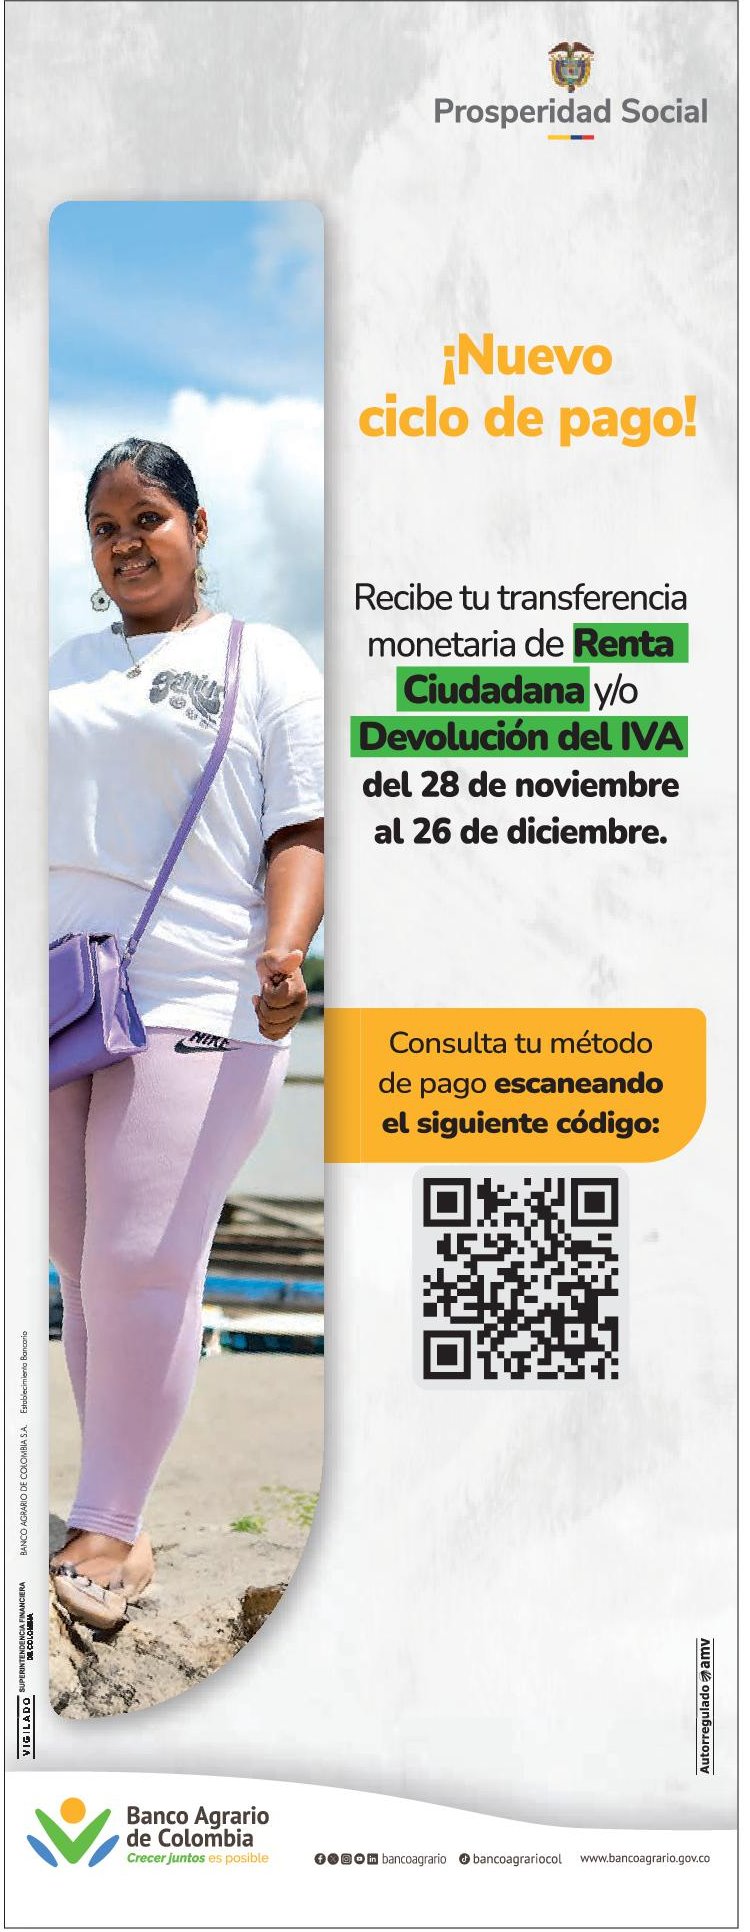 Prosperidad Social
¡Nuevo
ciclo de pago!
Recibe tu transferencia
monetaria de Renta
Ciudadana y/o
Devolución del IVA
del 28 de noviembre
al 26 de diciembre.
genius
NIKE
Consulta tu método
de pago escaneando
el siguiente código:
BANCO AGRARIO DE COLOMBIA S.A. Establecimiento Bancario
VIGILADO
SUPERINTENDENCIA FINANCIERA
DE COLOMBIA
Autorregulado amv
Banco Agrario
de Colombia
Crecer juntos es posible
bancoagrario bancoagrariocol www.bancoagrario.gov.co